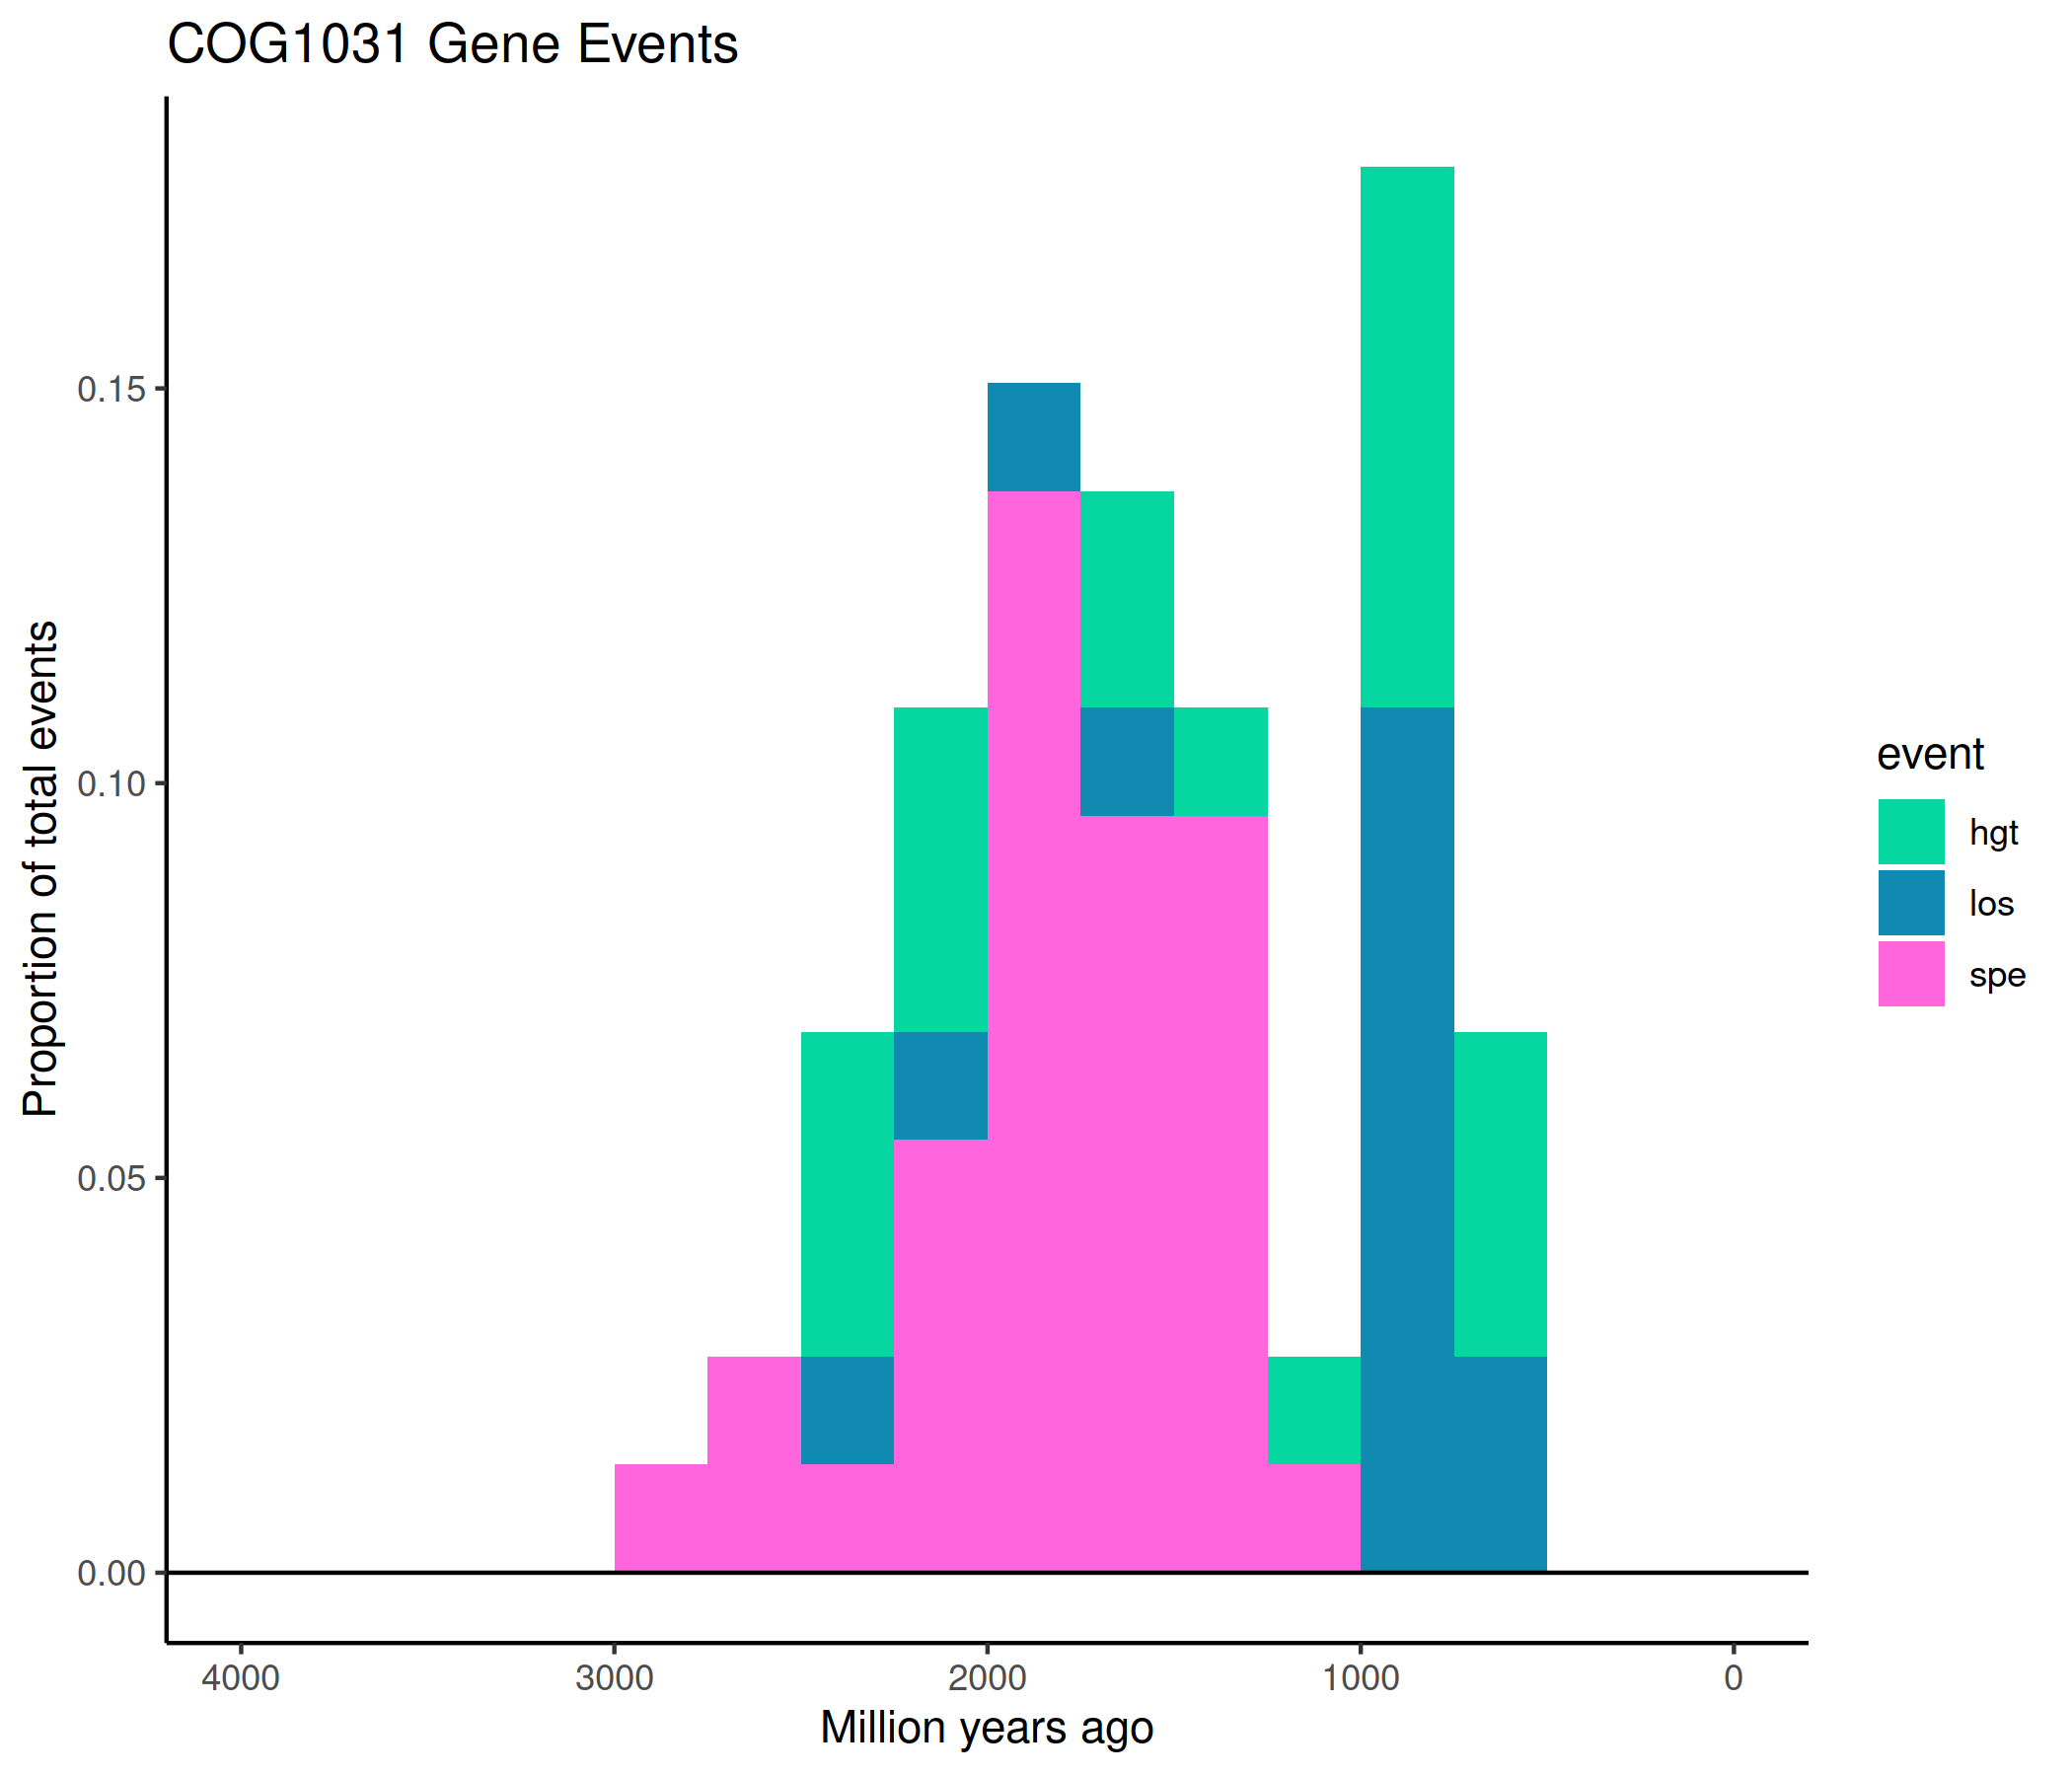 COG1031 Gene Events
Proportion of total events
0.15
0.10
0.05
0.00
4000 3000 2000 1000 0
Million years ago
event
hgt
los
spe